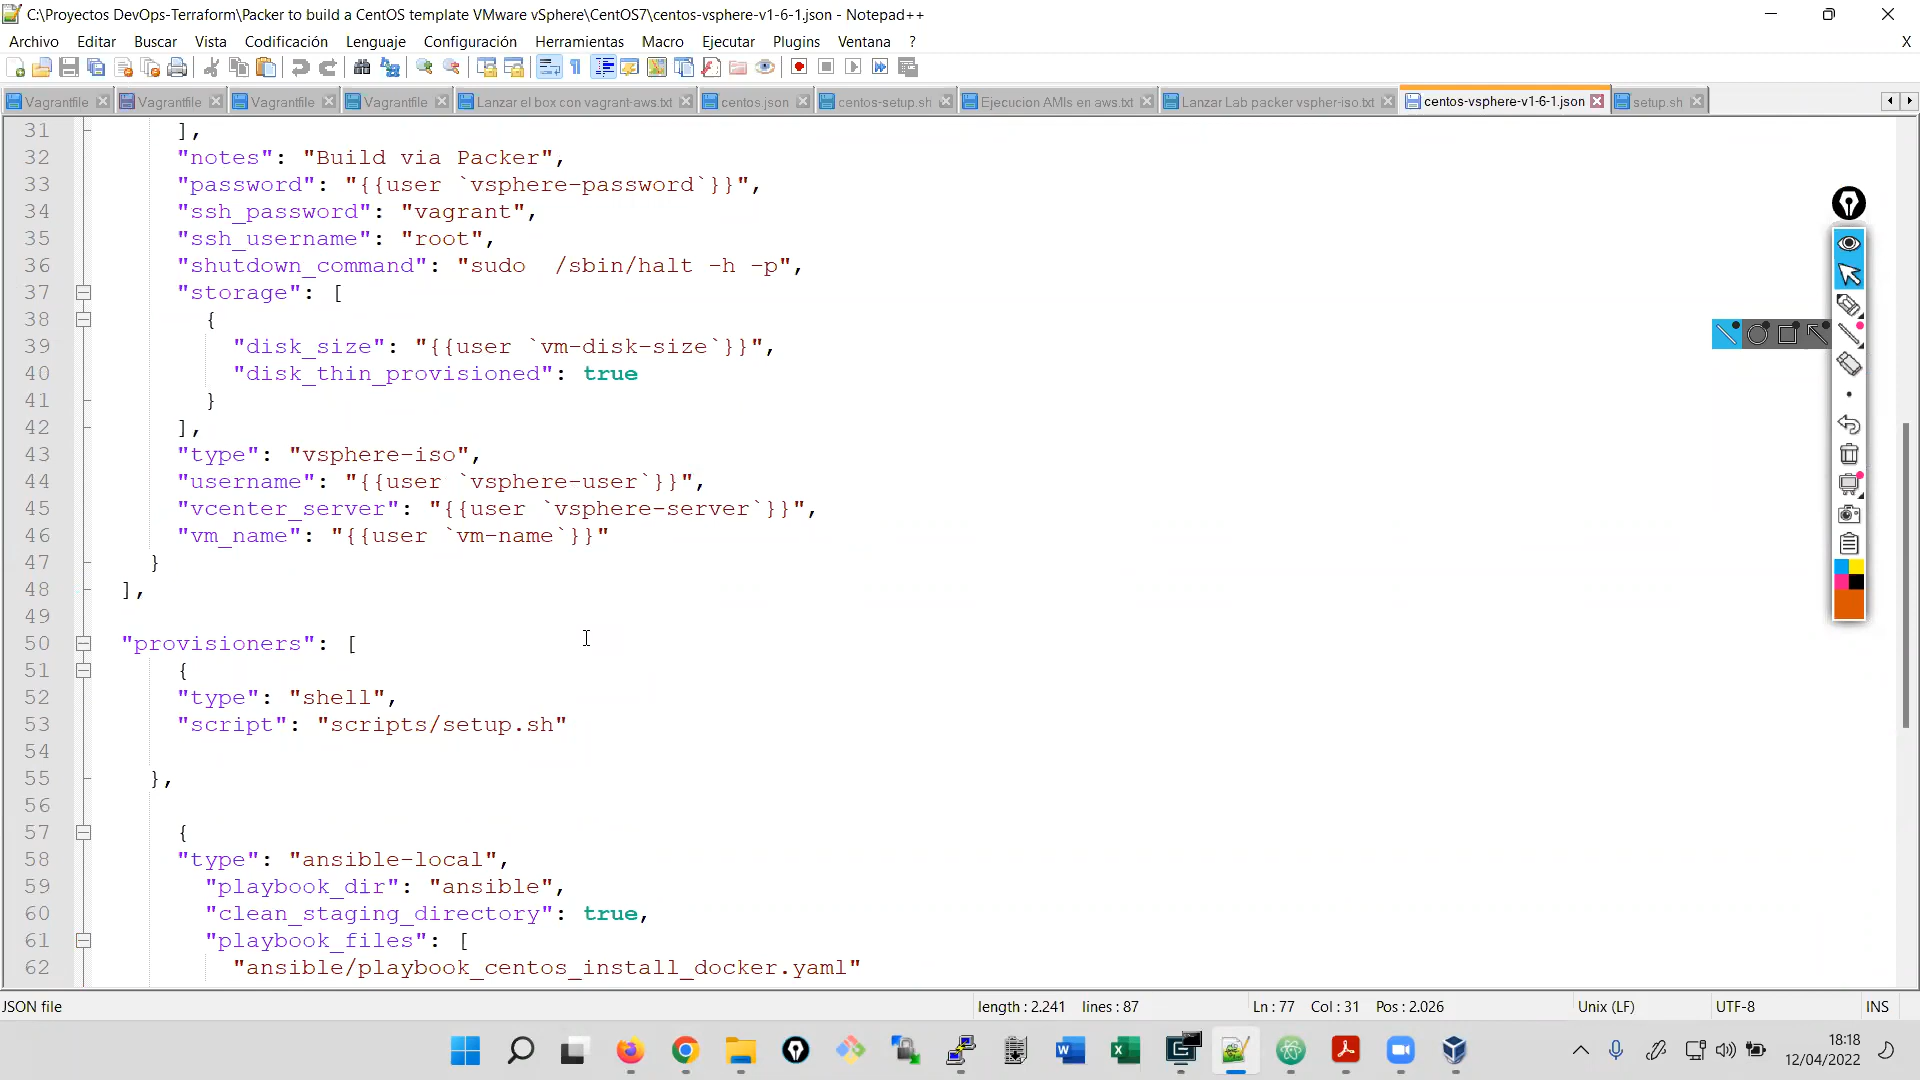 C:\Proyectos DevOps-Terraform\Packer to build a CentOS template VMware vSphere\CentOS7\centos-vsphere-v1-6-1.json - Notepad++
Archivo Editar Buscar Vista Codificación Lenguaje Configuración Herramientas Macro Ejecutar Plugins Ventana ? X
Vagrantfile Vagrantfile Vagrantfile Vagrantfile Lanzar el box con vagrant-aws.txt centos.json centos-setup.sh Ejecucion AMIs en aws.txt Lanzar Lab packer vspher-iso.txt centos-vsphere-v1-6-1.json setup.sh
31 ],
32 "notes": "Build via Packer",
33 "password": "{{user `vsphere-password`}}",
34 "ssh_password": "vagrant",
35 "ssh_username": "root",
36 "shutdown_command": "sudo  /sbin/halt -h -p",
37 "storage": [
38 {
39 "disk_size": "{{user `vm-disk-size`}}",
40 "disk_thin_provisioned": true
41 }
42 ],
43 "type": "vsphere-iso",
44 "username": "{{user `vsphere-user`}}",
45 "vcenter_server": "{{user `vsphere-server`}}",
46 "vm_name": "{{user `vm-name`}}"
47 }
48 ],
49
50 "provisioners": [
51 {
52 "type": "shell",
53 "script": "scripts/setup.sh"
54
55 },
56
57 {
58 "type": "ansible-local",
59 "playbook_dir": "ansible",
60 "clean_staging_directory": true,
61 "playbook_files": [
62 "ansible/playbook_centos_install_docker.yaml"
JSON file length : 2.241 lines : 87 Ln : 77 Col : 31 Pos : 2.026 Unix (LF) UTF-8 INS
18:18
12/04/2022